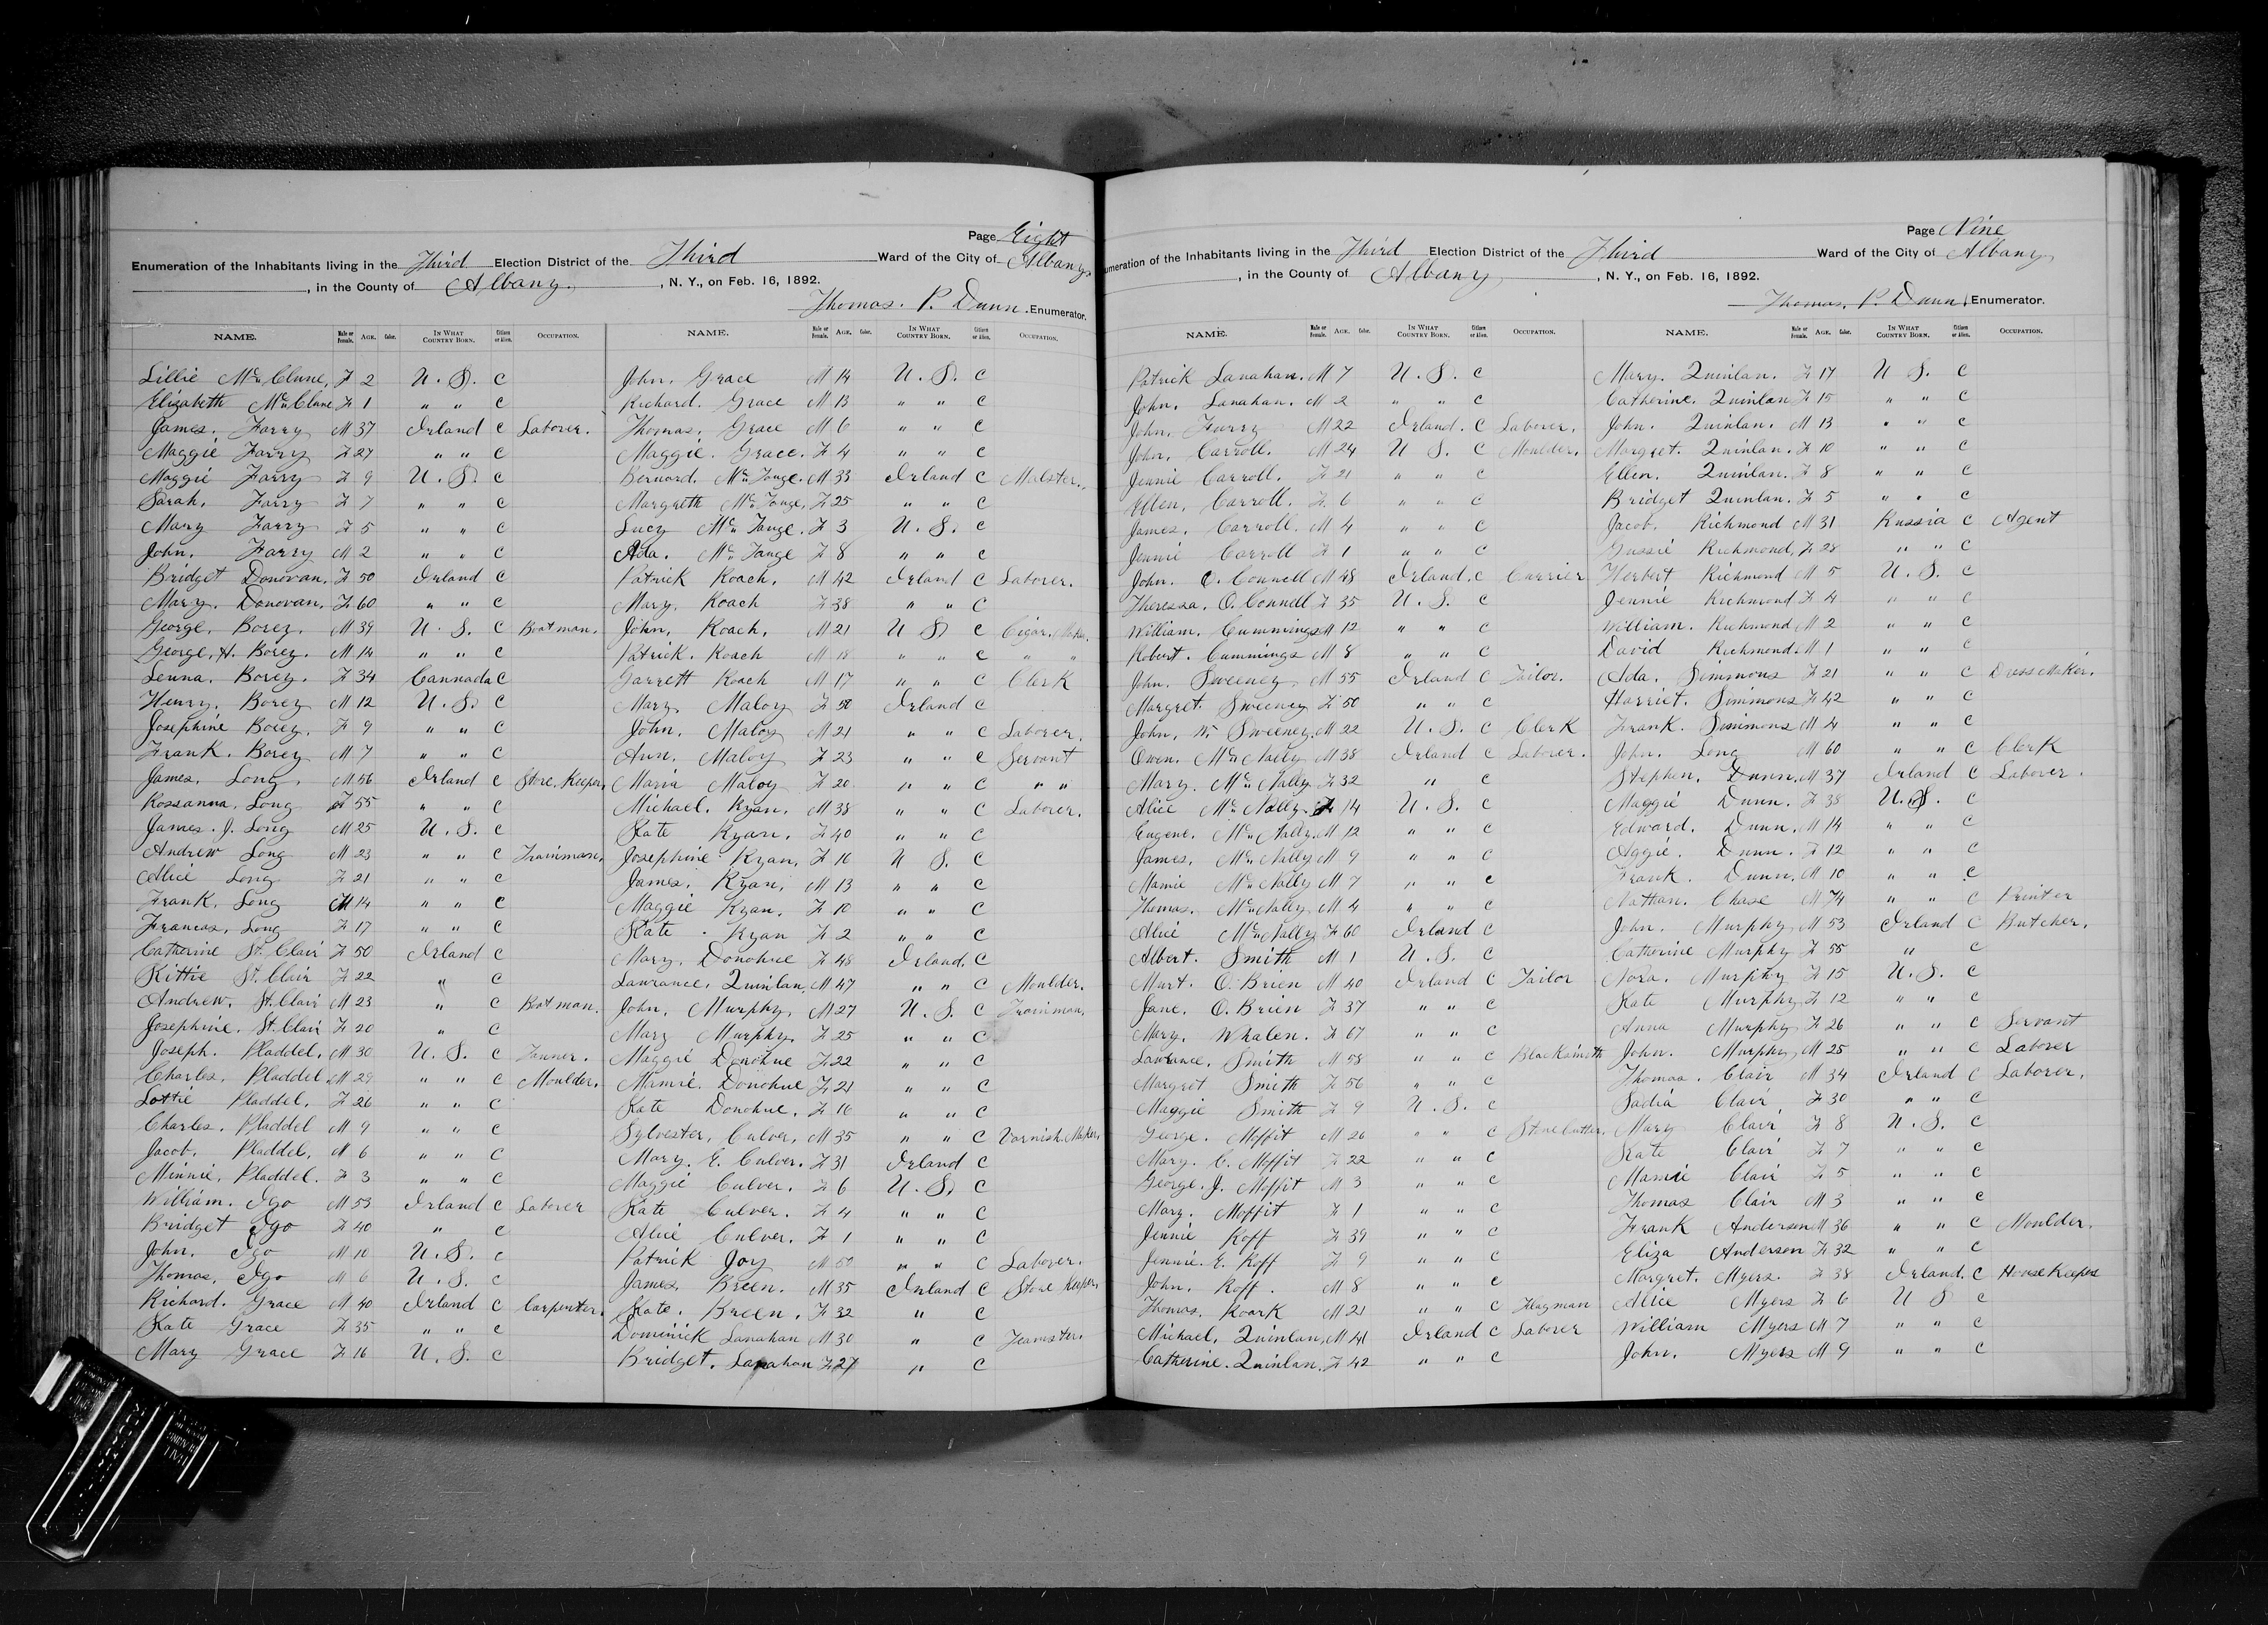 Page Eight
Enumeration of the Inhabitants living in the Third Election District of the Third Ward of the City of Albany
, in the County of Albany. , N. Y., on Feb. 16, 1892.
Thomas. P. Dunn. Enumerator.
NAME. Male or Female. AGE. Color. IN WHAT COUNTRY BORN. Citizen or Alien. OCCUPATION.
Lillie McClune, F 2 U. S. C
Elizabeth McClune F 1 " " C
James. Farry M 37 Irland C Laborer.
Maggie Farry F 27 " " C
Maggie Farry F 9 U. S. C
Sarah. Farry F 7 " " C
Mary Farry F 5 " " C
John. Farry M 2 " " C
Bridget Donovan. F 50 Irland C
Mary. Donovan. F 60 " " C
George. Borey. M 39 U. S. C Boatman.
George. H. Borey. M 14 " " C
Lenna. Borey. F 34 Cannada C
Henry. Borey M 12 U. S. C
Josephine Borey. F 9 " " C
Frank. Borey M 7 " " C
James. Long. M 56 Irland C Store. Keeper.
Rossanna. Long F 55 " " C
James. J. Long M 25 U. S. C
Andrew Long M 23 " " C Trainman.
Alice Long F 21 " " C
Frank. Long M 14 " " C
Francas. Long F 17 " " C
Catherine St. Clair F 50 Irland C
Kittie St. Clair F 22 " C
Andrew. St. Clair M 23 " C Boatman.
Josephine. St. Clair F 20 " C
Joseph. Pladdel. M 30 U. S. C Tanner.
Charles. Pladdel M 29 " " C Moulder.
Lottie Pladdel. F 26 " " C
Charles. Pladdel M 9 " " C
Jacob. Pladdel. M 6 " " C
Minnie. Pladdel. F 3 " " C
William. Igo M 53 Irland C Laborer
Bridget Igo F 40 " C
John. Igo M 10 U. S. C
Thomas. Igo M 6 U. S. C
Richard. Grace M 40 Irland C Carpenter.
Kate Grace F 35 " " C
Mary Grace F 16 U. S. C
NAME. Male or Female. AGE. Color. IN WHAT COUNTRY BORN. Citizen or Alien. OCCUPATION.
John. Grace M 14 U. S. C
Richard. Grace M 13 " " C
Thomas. Grace M 6 " " C
Maggie. Grace. F 4 " " C
Bernard. McTange. M 33 Irland C Malster.
Margreth McTange. F 25 " " C
Lucy McTange. F 3 U. S. C
Ada. McTange F 8 " " C
Patrick Roach. M 42 Irland C Laborer.
Mary. Roach F 38 " " C
John. Roach. M 21 U S C Cigar. Maker.
Patrick. Roach M 18 " " C " "
Garrett Roach M 17 " " C Clerk
Mary Maloy F 50 Irland C
John. Maloy M 21 " " C Laborer.
Ann. Maloy F 23 " " C Servant
Maria Maloy F 20 " " C " "
Michael. Ryan. M 38 " " C Laborer.
Kate Ryan. F 40 " " C
Josephine Ryan. F 16 U S. C
James. Ryan. M 13 " " C
Maggie Ryan. F 10 " " C
Kate Ryan F 2 " " C
Mary. Donohue F 48 Irland. C
Lawrance. Quinlan. M 47 " " C Moulder.
John. Murphy. M 27 U. S. C Trainman.
Mary Murphy. F 25 " " C
Maggie Donohue F 22 " " C
Mamie. Donohue F 21 " " C
Kate Donohue. F 16 " " C
Sylvester. Culver. M 35 " " C Varnish. Maker.
Mary. E. Culver. F 31 Irland C
Maggie Culver. F 6 U. S. C
Kate Culver. F 4 " " C
Alice Culver. F 1 " " C
Patrick Joy M 50 " " C Laborer.
James. Breen. M 35 Irland C Store Keeper.
Kate. Breen. F 32 " C
Dominick Lanahan M 30 " C Teamster.
Bridget. Lanahan F 27 " C
Page Nine
umeration of the Inhabitants living in the Third Election District of the Third Ward of the City of Albany
, in the County of Albany , N. Y., on Feb. 16, 1892.
Thomas. P. Dunn. Enumerator.
NAME. Male or Female. AGE. Color. IN WHAT COUNTRY BORN. Citizen or Alien. OCCUPATION.
Patrick Lanahan. M 7 U. S. C
John. Lanahan. M 2 " " C
John. Farry M 22 Irland. C Laborer.
John. Carroll. M 24 U S. C Moulder.
Jennie Carroll. F 21 " " C
Ellen. Carroll. F 6 " " C
James. Carroll. M 4 " " C
Jennie Carroll F 1 " " C
John. O. Connell M 48 Irland. C Carrier
Theressa. O. Connell F 35 U. S. C
William. Cummings M 12 " " C
Robert. Cummings M 8 " " C
John. Sweeney M 55 Irland C Tailor.
Margret. Sweeney F 50 " " C
John. W. Sweeney. M 22 U. S. C Clerk
Owen. McNally M 38 Irland C Laborer.
Mary. McNally F 32 " C
Alice McNally F 14 U. S. C
Eugene. McNally. M 12 " " C
James. McNally M 9 " " C
Mamie McNally M 7 " " C
Thomas. McNally M 4 " " C
Alice McNally F 60 Irland C
Albert. Smith M 1 U. S. C
Mart. O. Brien M 40 Irland C Tailor
Jane. O. Brien F 37 " " C
Mary. Whalen. F 67 " " C
Lawrance. Smith M 58 " " C Blacksmith
Margret Smith F 56 " " C
Maggie Smith F 9 U. S. C
George. Moffit M 26 " " C Stone Cutter.
Mary. C. Moffit F 22 " " C
George. J. Moffit M 3 " " C
Mary. Moffit F 1 " " C
Jennie Roff F 39 " " C
Jennie. E. Roff F 9 " " C
John. Roff. M 8 " " C
Thomas. Roark M 21 " " C Flagman
Michael. Quinlan. M 41 Irland C Laborer
Catherine. Quinlan. F 42 " " C
NAME. Male or Female. AGE. Color. IN WHAT COUNTRY BORN. Citizen or Alien. OCCUPATION.
Mary. Quinlan. F 17 U S. C
Catherine. Quinlan F 15 " " C
John. Quinlan. M 13 " " C
Margret. Quinlan. F 10 " " C
Ellen. Quinlan. F 8 " " C
Bridget Quinlan. F 5 " " C
Jacob. Richmond M 31 Russia C Agent
Gussie Richmond. F 28 " " C
Herbert Richmond M 5 U. S. C
Jennie Richmond F 4 " " C
William. Richmond M 2 " " C
David Richmond. M 1 " " C
Ada. Simmons F 21 " " C Dress Maker.
Harriet. Simmons F 42 " " C
Frank. Simmons M 4 " " C
John. Long M 60 " " C Clerk
Stephen. Dunn. M 37 Irland C Laborer.
Maggie Dunn. F 38 U. S. C
Edward. Dunn. M 14 " " C
Aggie. Dunn. F 12 " " C
Frank. Dunn. M 10 " " C
Nathan. Chase M 74 " " C Printer
John. Murphy M 53 Irland C Butcher.
Catherine Murphy F 55 " C
Nora. Murphy F 15 U. S. C
Kate Murphy F 12 " " C
Anna Murphy F 26 " " C Servant
John. Murphy M 25 " " C Laborer
Thomas. Clair M 34 Irland C Laborer.
Sadia Clair F 30 " " C
Mary Clair F 8 U. S. C
Kate Clair F 7 " " C
Mamie Clair F 5 " " C
Thomas Clair M 3 " " C
Frank Anderson M 36 " " C Moulder.
Eliza Anderson F 32 " " C
Margret. Myers. F 38 Irland. C House Keeper
Alice Myers F 6 U S C
William Myers M 7 " " C
John. Myers M 9 " " C